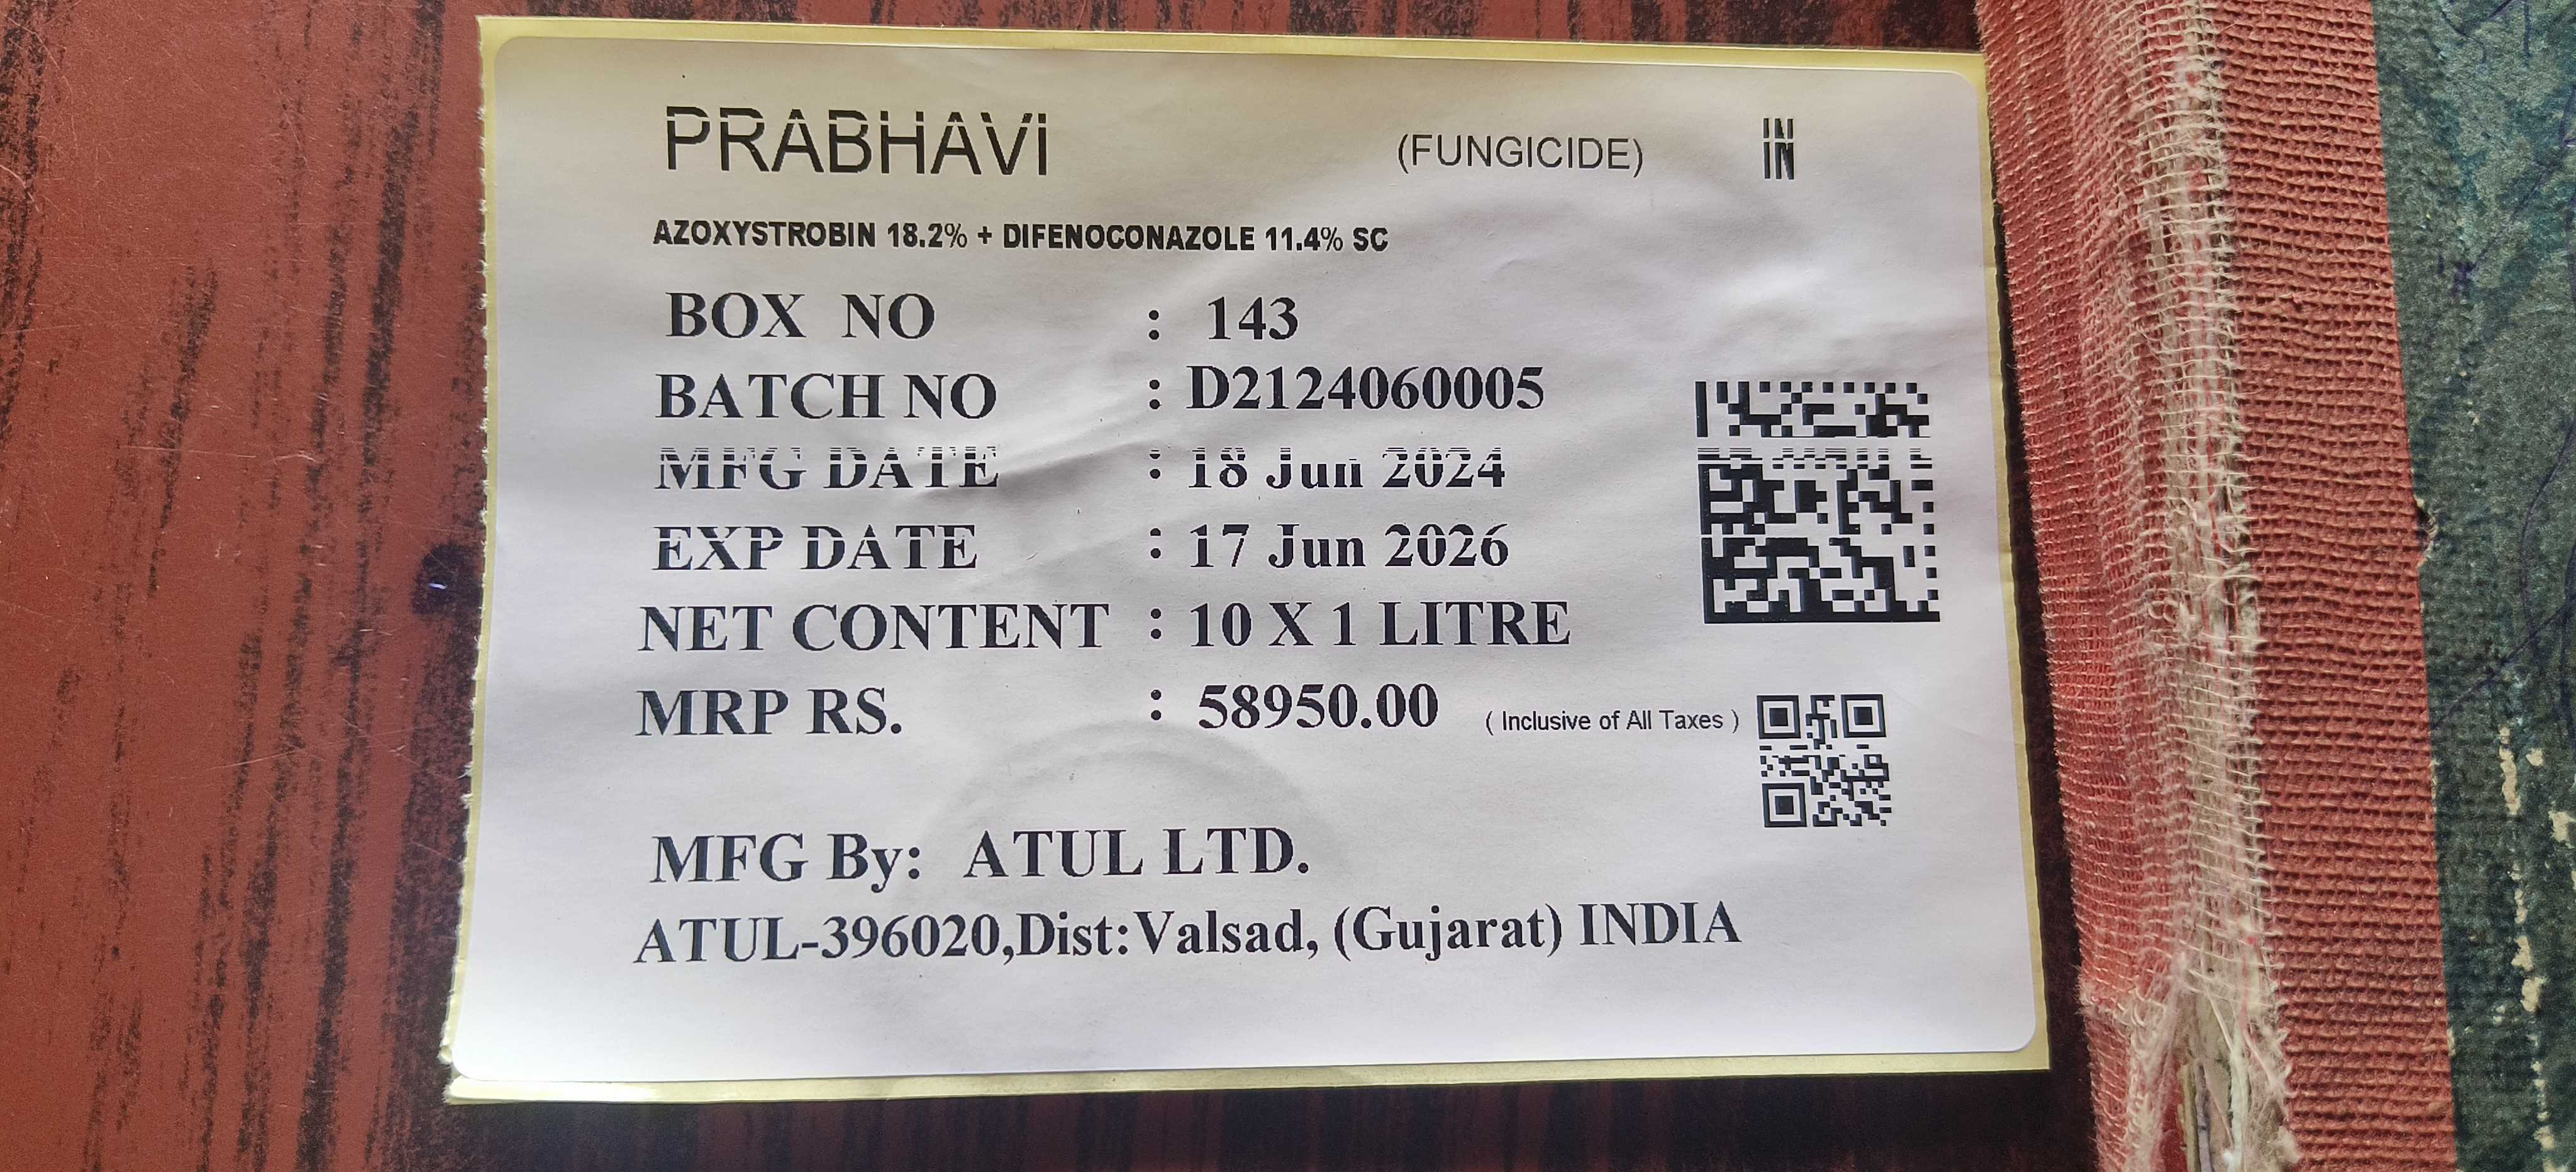 PRABHAVI (FUNGICIDE) IN
IN
AZOXYSTROBIN 18.2% + DIFENOCONAZOLE 11.4% SC
BOX NO : 143
BATCH NO : D2124060005
MFG DATE : 18 Jun 2024
EXP DATE : 17 Jun 2026
NET CONTENT : 10 X 1 LITRE
MRP RS. : 58950.00 ( Inclusive of All Taxes )
MFG By: ATUL LTD.
ATUL-396020,Dist:Valsad, (Gujarat) INDIA